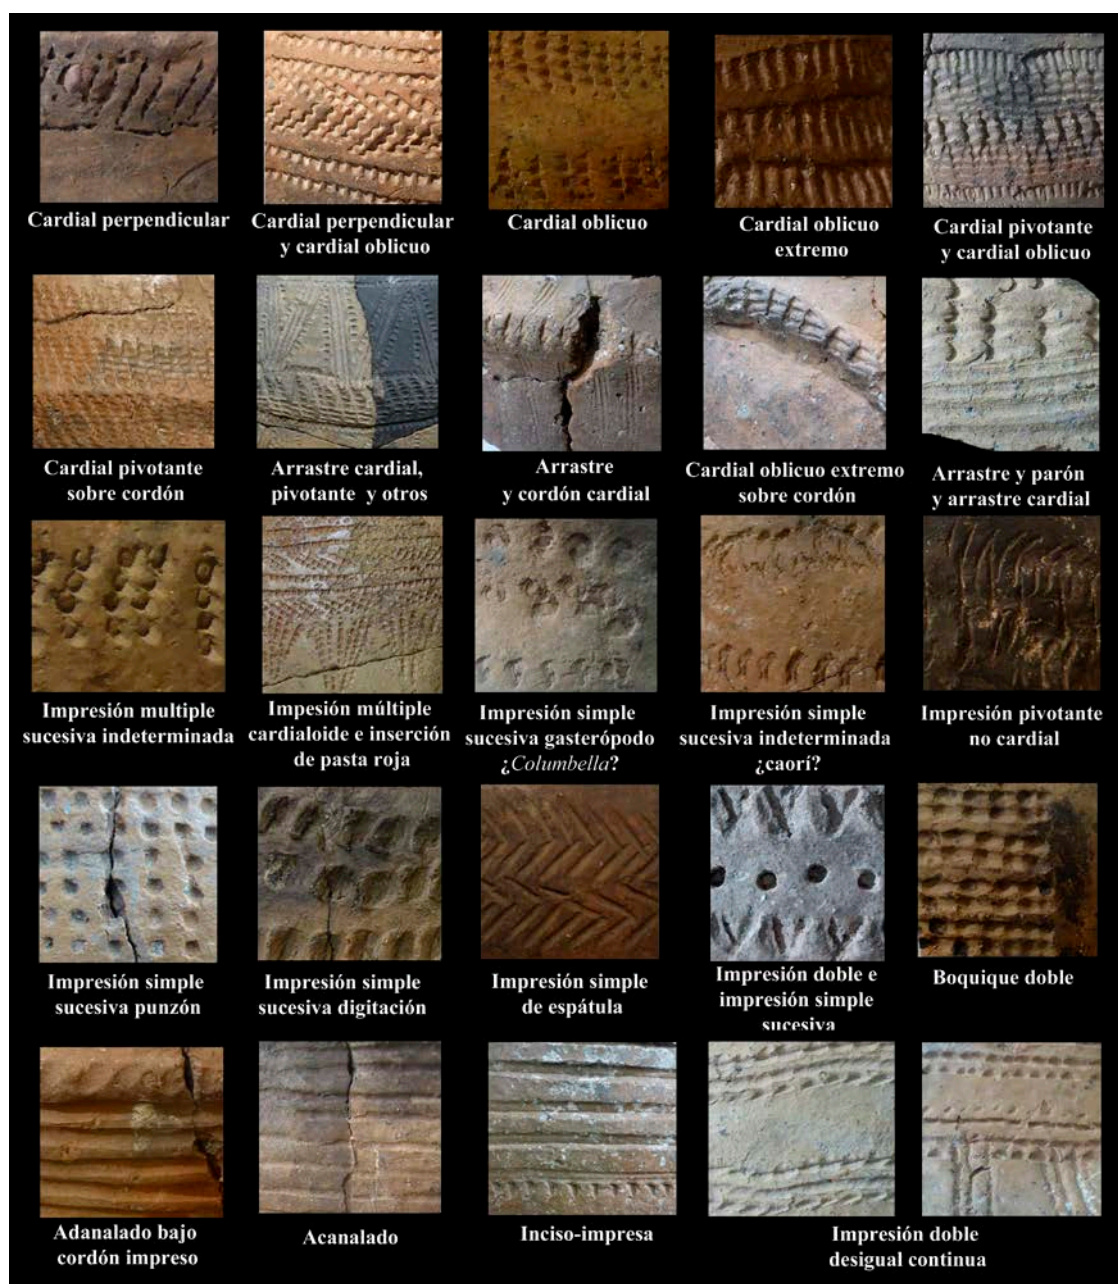 Cardial perpendicular
Cardial perpendicular
y cardial oblicuo
Cardial oblicuo
Cardial oblicuo
extremo
Cardial pivotante
y cardial oblicuo
Cardial pivotante
sobre cordón
Arrastre cardial,
pivotante y otros
Arrastre
y cordón cardial
Cardial oblicuo extremo
sobre cordón
Arrastre y parón
y arrastre cardial
Impresión multiple
sucesiva indeterminada
Impesión múltiple
cardialoide e inserción
de pasta roja
Impresión simple
sucesiva gasterópodo
¿Columbella?
Impresión simple
sucesiva indeterminada
¿caorí?
Impresión pivotante
no cardial
Impresión simple
sucesiva punzón
Impresión simple
sucesiva digitación
Impresión simple
de espátula
Impresión doble e
impresión simple
sucesiva
Boquique doble
Adanalado bajo
cordón impreso
Acanalado
Inciso-impresa
Impresión doble
desigual continua